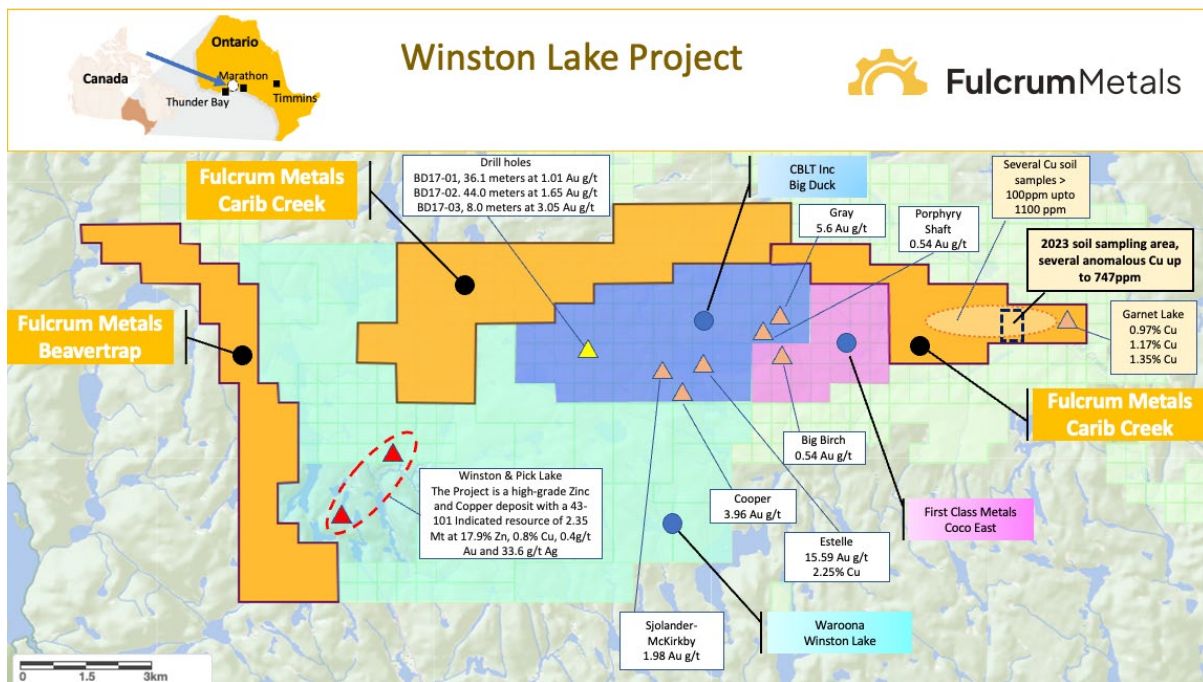 Winston Lake Project
Canada
Ontario
Marathon
Thunder Bay
Timmins
FulcrumMetals
Fulcrum Metals
Carib Creek
Drill holes
BD17-01, 36.1 meters at 1.01 Au g/t
BD17-02. 44.0 meters at 1.65 Au g/t
BD17-03, 8.0 meters at 3.05 Au g/t
CBLT Inc
Big Duck
Gray
5.6 Au g/t
Porphyry
Shaft
0.54 Au g/t
Several Cu soil
samples >
100ppm upto
1100 ppm
2023 soil sampling area,
several anomalous Cu up
to 747ppm
Garnet Lake
0.97% Cu
1.17% Cu
1.35% Cu
Fulcrum Metals
Beavertrap
Fulcrum Metals
Carib Creek
Winston & Pick Lake
The Project is a high-grade Zinc
and Copper deposit with a 43-
101 Indicated resource of 2.35
Mt at 17.9% Zn, 0.8% Cu, 0.4g/t
Au and 33.6 g/t Ag
Big Birch
0.54 Au g/t
Cooper
3.96 Au g/t
Estelle
15.59 Au g/t
2.25% Cu
First Class Metals
Coco East
Sjolander-
McKirkby
1.98 Au g/t
Waroona
Winston Lake
0 1.5 3km